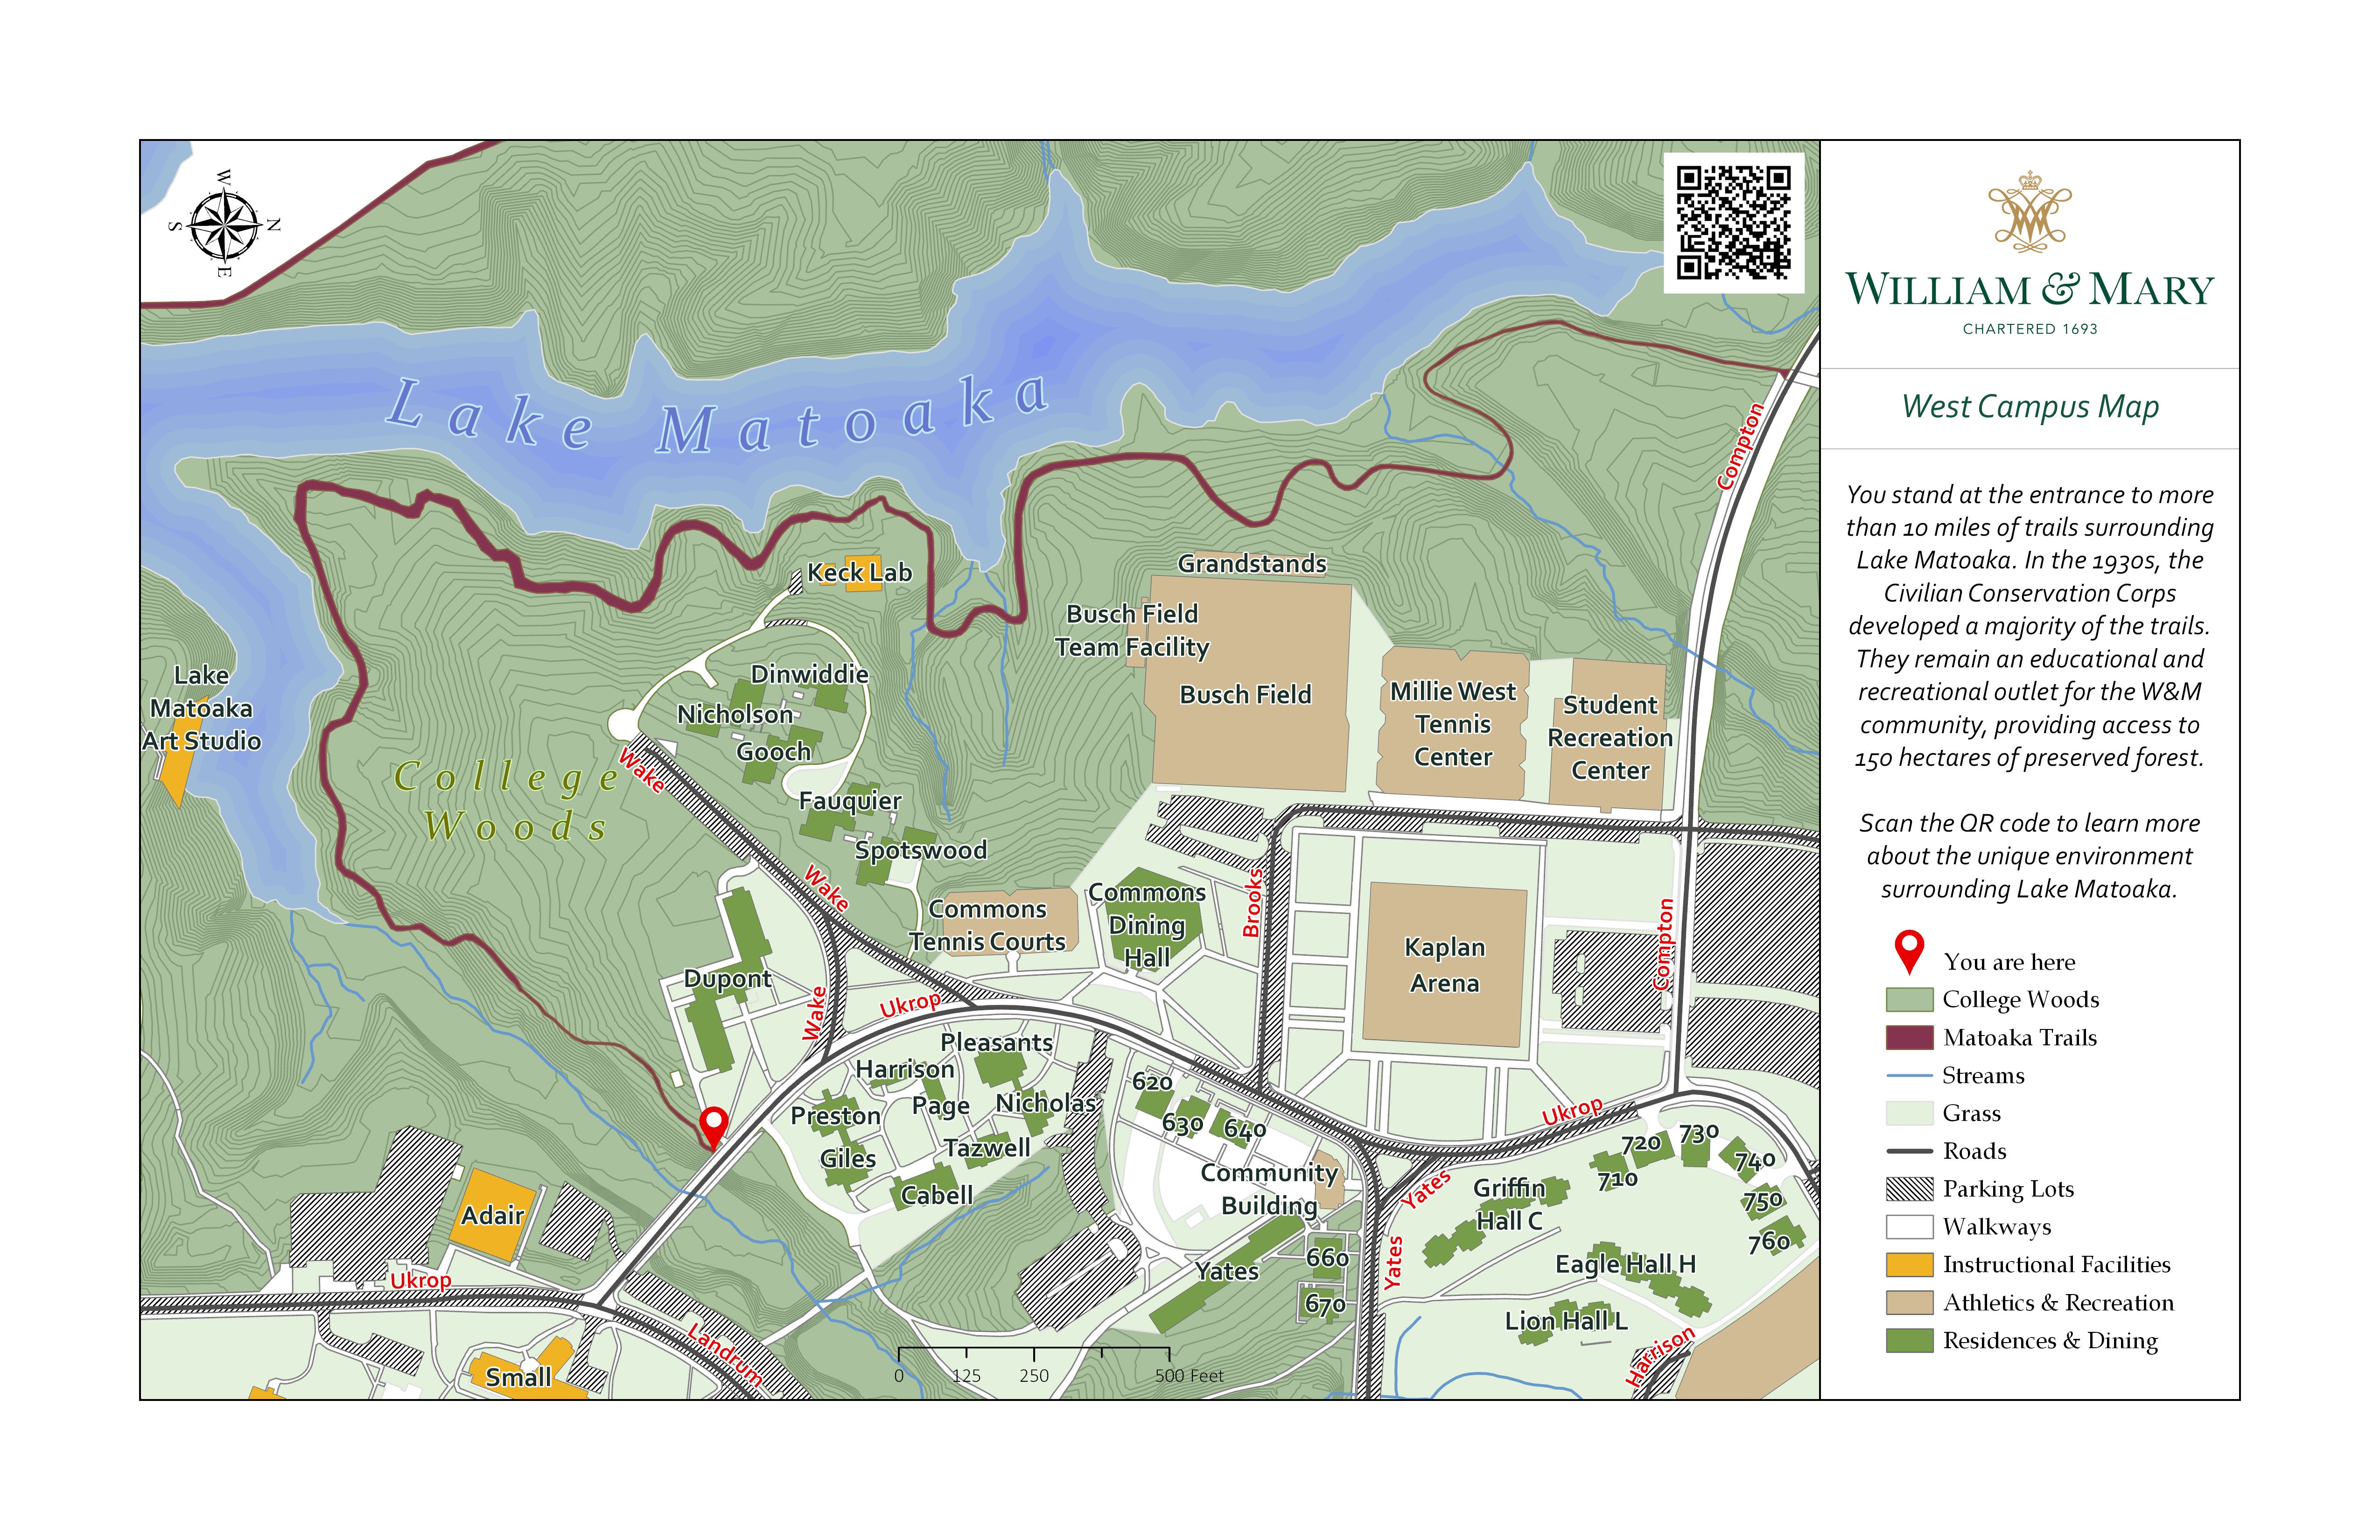 W
N
S
E
Lake Matoaka
College
Woods
Lake
Matoaka
Art Studio
Keck Lab
Dinwiddie
Nicholson
Gooch
Fauquier
Spotswood
Wake
Wake
Wake
Grandstands
Busch Field
Team Facility
Busch Field
Millie West
Tennis
Center
Student
Recreation
Center
Compton
Commons
Tennis Courts
Commons
Dining
Hall
Brooks
Kaplan
Arena
Compton
Dupont
Ukrop
Pleasants
Harrison
Page
Nicholas
Preston
Giles
Tazwell
Cabell
620
630
640
Community
Building
Ukrop
720
730
740
710
750
760
Yates
Griffin
Hall C
Yates
Yates
660
670
Eagle Hall H
Lion Hall L
Harrison
Adair
Ukrop
Landrum
Small
0 125 250 500 Feet
WILLIAM & MARY
CHARTERED 1693
West Campus Map
You stand at the entrance to more
than 10 miles of trails surrounding
Lake Matoaka. In the 1930s, the
Civilian Conservation Corps
developed a majority of the trails.
They remain an educational and
recreational outlet for the W&M
community, providing access to
150 hectares of preserved forest.
Scan the QR code to learn more
about the unique environment
surrounding Lake Matoaka.
You are here
College Woods
Matoaka Trails
Streams
Grass
Roads
Parking Lots
Walkways
Instructional Facilities
Athletics & Recreation
Residences & Dining